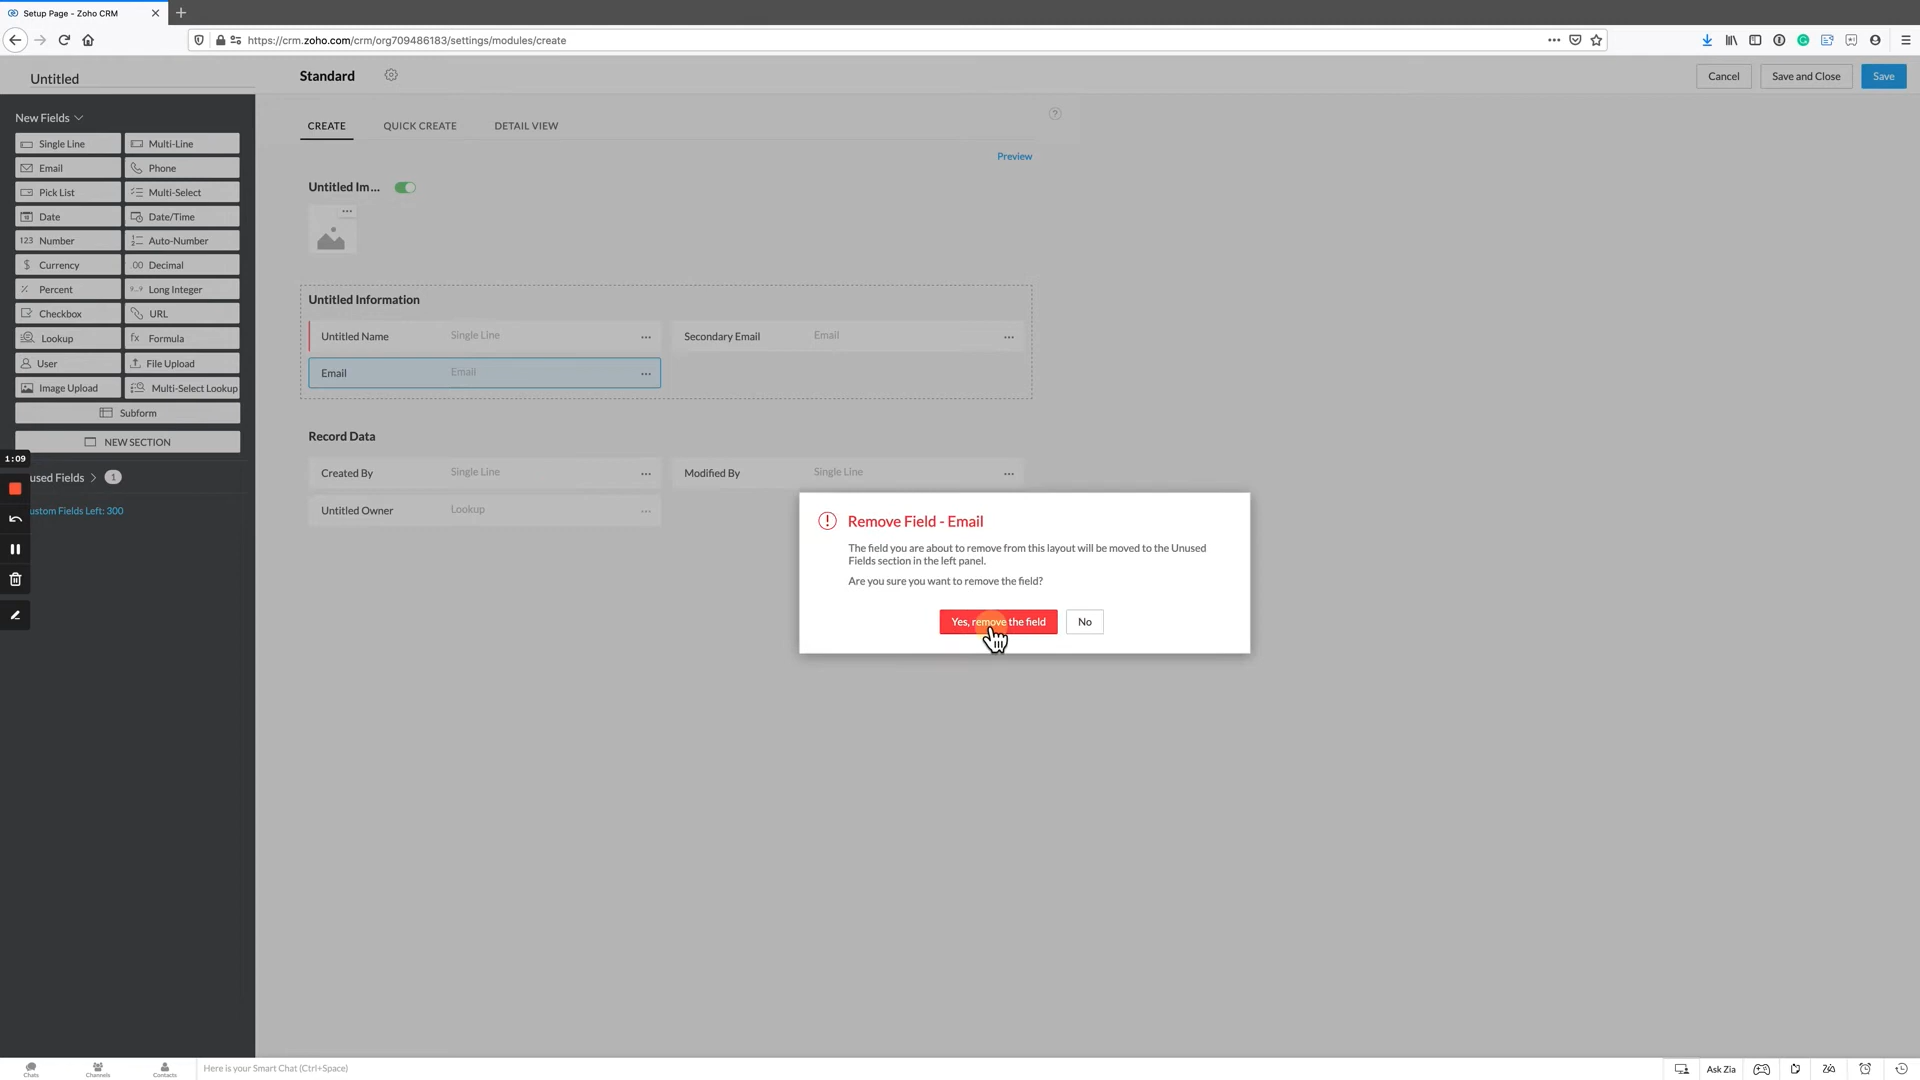 Setup Page - Zoho CRM
https://crm.zoho.com/crm/org709486183/settings/modules/create
Untitled
Standard
Cancel
Save and Close
Save
New Fields
Single Line
Multi-Line
Email
Phone
Pick List
Multi-Select
Date
Date/Time
123 Number
Auto-Number
$ Currency
.00 Decimal
Percent
Long Integer
Checkbox
URL
Lookup
fx Formula
User
File Upload
Image Upload
Multi-Select Lookup
Subform
NEW SECTION
1:09
used Fields > 1
ustom Fields Left: 300
CREATE
QUICK CREATE
DETAIL VIEW
Preview
Untitled Im...
Untitled Information
Untitled Name Single Line
Secondary Email Email
Email Email
Record Data
Created By Single Line
Modified By Single Line
Untitled Owner Lookup
Remove Field - Email
The field you are about to remove from this layout will be moved to the Unused
Fields section in the left panel.
Are you sure you want to remove the field?
Yes, remove the field
No
Chats
Channels
Contacts
Here is your Smart Chat (Ctrl+Space)
Ask Zia